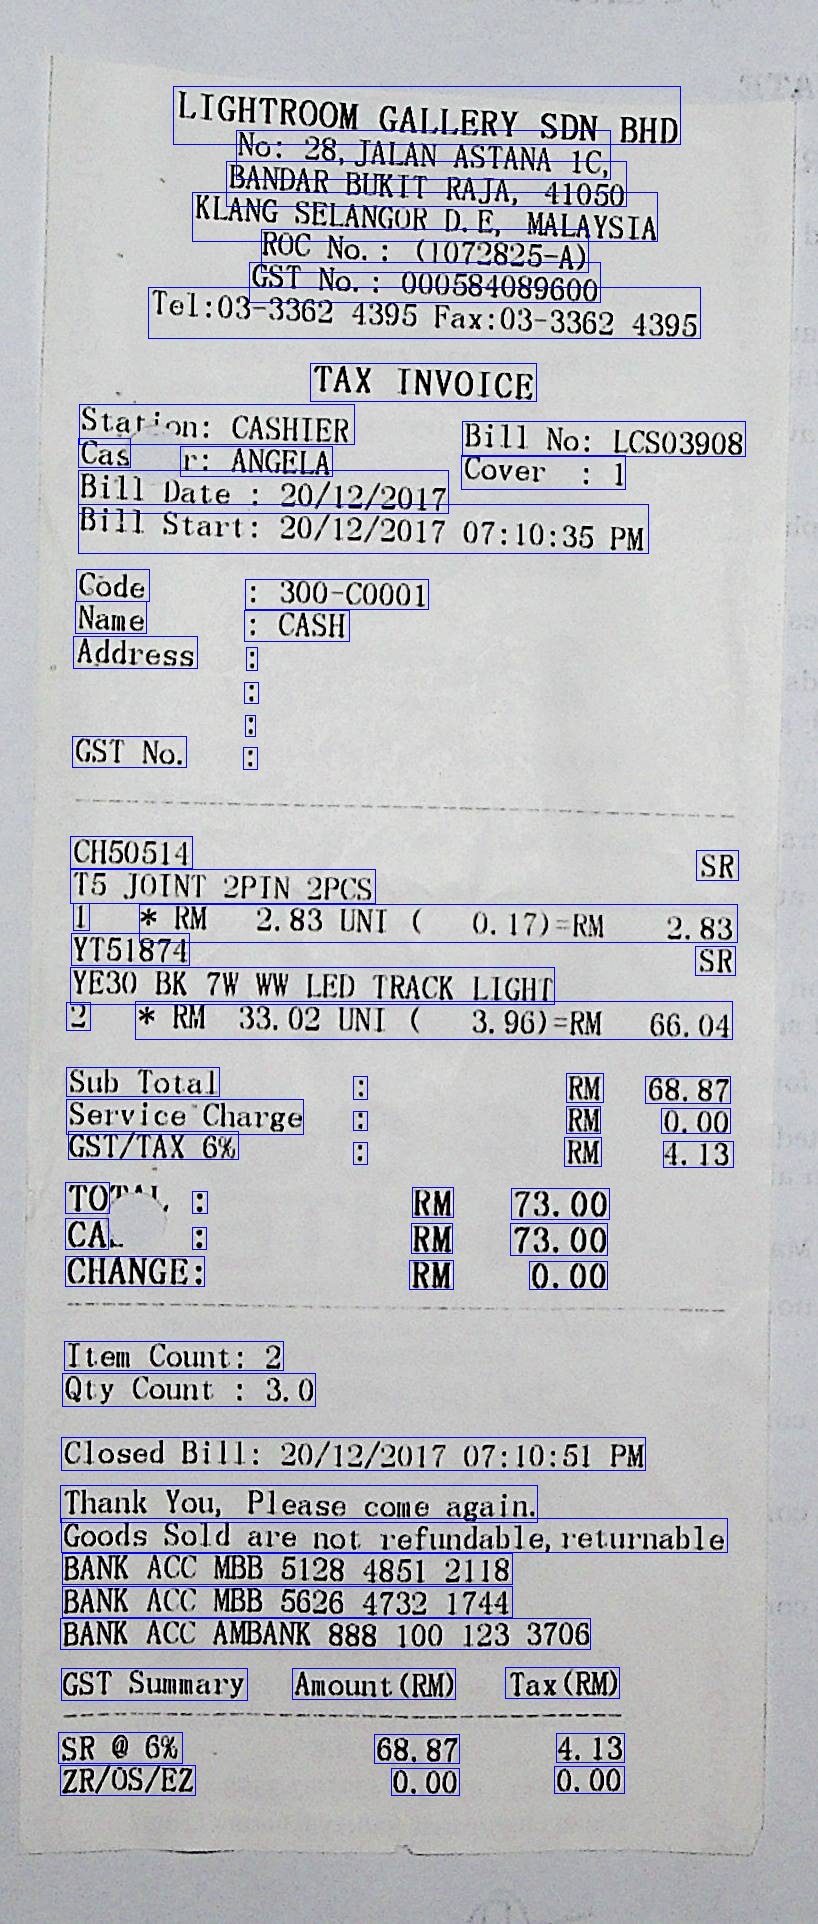 LIGHTROOM GALLERY SDN BHD
No: 28, JALAN ASTANA 1C,
BANDAR BUKIT RAJA, 41050
KLANG SELANGOR D.E, MALAYSIA
ROC No.: (1072825-A)
GST No.: 000584089600
Tel:03-3362 4395 Fax:03-3362 4395
TAX INVOICE
Station: CASHIER Bill No: LCS03908
Cas r: ANGELA Cover : 1
Bill Date : 20/12/2017
Bill Start: 20/12/2017 07:10:35 PM
Code : 300-C0001
Name : CASH
Address :
:
:
GST No. :
CH50514 SR
T5 JOINT 2PIN 2PCS
1 * RM 2.83 UNI ( 0.17)=RM 2.83
YT51874 SR
YE30 BK 7W WW LED TRACK LIGHT
2 * RM 33.02 UNI ( 3.96)=RM 66.04
Sub Total : RM 68.87
Service Charge : RM 0.00
GST/TAX 6% : RM 4.13
TOTAL : RM 73.00
CA : RM 73.00
CHANGE: RM 0.00
Item Count: 2
Qty Count : 3.0
Closed Bill: 20/12/2017 07:10:51 PM
Thank You, Please come again.
Goods Sold are not refundable, returnable
BANK ACC MBB 5128 4851 2118
BANK ACC MBB 5626 4732 1744
BANK ACC AMBANK 888 100 123 3706
GST Summary Amount(RM) Tax(RM)
SR @ 6% 68.87 4.13
ZR/OS/EZ 0.00 0.00